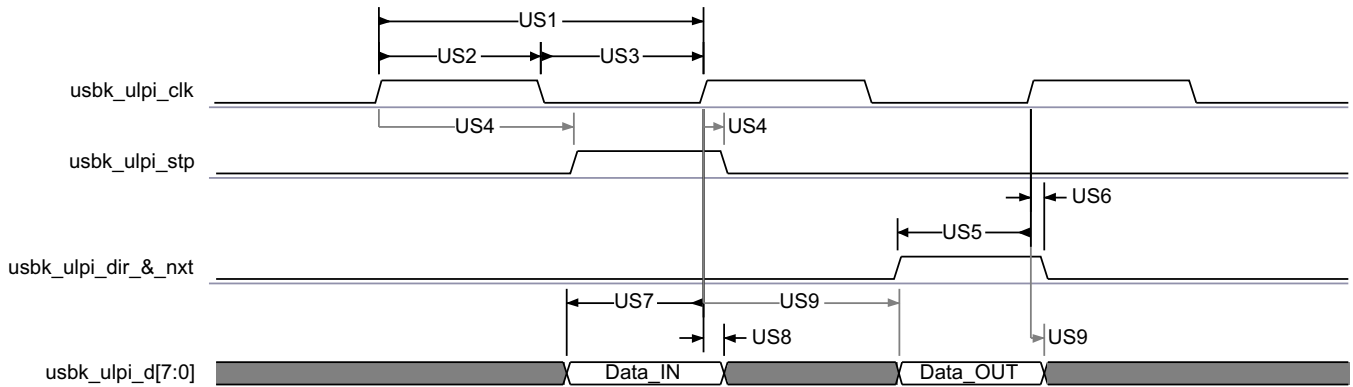 US1
US2 US3
usbk_ulpi_clk
US4 US4
usbk_ulpi_stp
US6
US5
usbk_ulpi_dir_&_nxt
US7 US9
US8 US9
usbk_ulpi_d[7:0] Data_IN Data_OUT